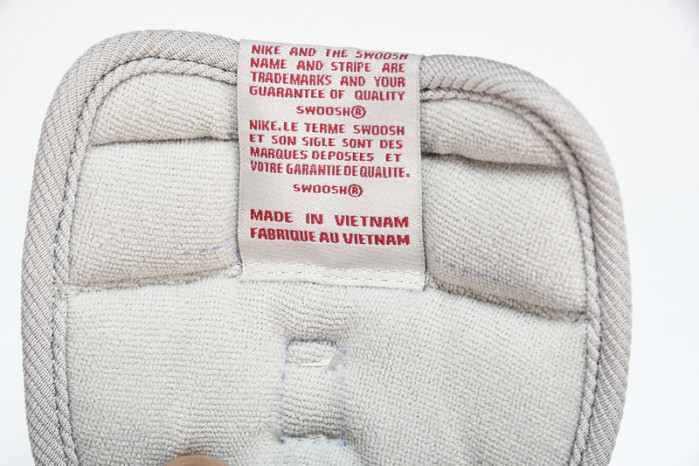 NIKE AND THE SWOOSH
NAME AND STRIPE ARE
TRADEMARKS AND YOUR
GUARANTEE OF QUALITY
SWOOSH®
NIKE.LE TERME SWOOSH
ET SON SIGLE SONT DES
MARQUES DEPOSEES ET
VOTRE GARANTIE DE QUALITE.
SWOOSH®
MADE IN VIETNAM
FABRIQUE AU VIETNAM